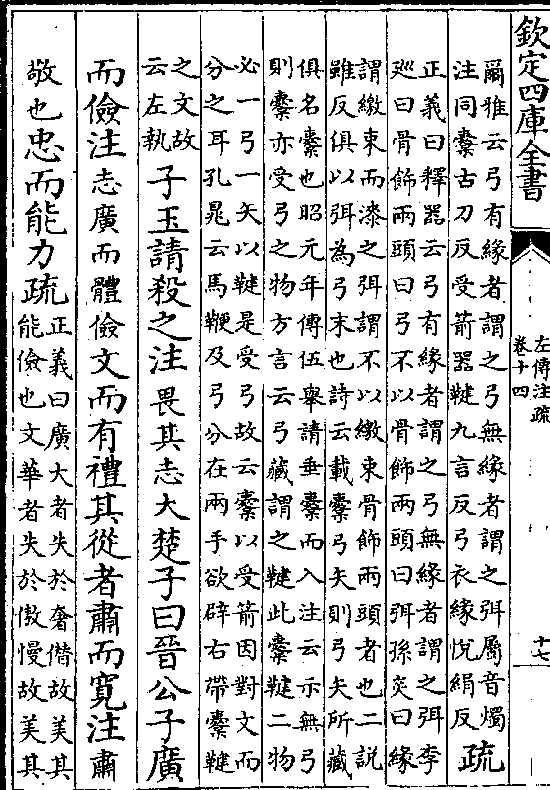 欽定四庫全書
左傳注疏
卷十四
十七
爾雅云弓有緣者謂之弓無緣者謂之弭屬音燭
注同櫜古刀反受箭器鞬九言反弓衣緣悅絹反
疏
正義曰釋器云弓有緣者謂之弓無緣者謂之弭李
廵曰骨飾兩頭曰弓不以骨飾兩頭曰弭孫炎曰緣
謂繳束而漆之弭謂不以繳束骨飾兩頭者也二説
雖反俱以弭為弓末也詩云載櫜弓矢則弓矢所藏
俱名櫜也昭元年傳伍舉請垂櫜而入注云示無弓
則櫜亦受弓之物方言云弓藏謂之鞬此櫜鞬二物
必一弓一矢以鞬是受弓故云櫜以受箭因對文而
分之耳孔晁云馬鞭及弓分在兩手欲辟右帶櫜鞬
之文故
云左執
子玉請殺之注畏其志大楚子曰晉公子廣
而儉注志廣而體儉文而有禮其從者肅而寬注肅
敬也忠而能力疏
正義曰廣大者失於奢僭故美其
能儉也文華者失於傲慢故美其